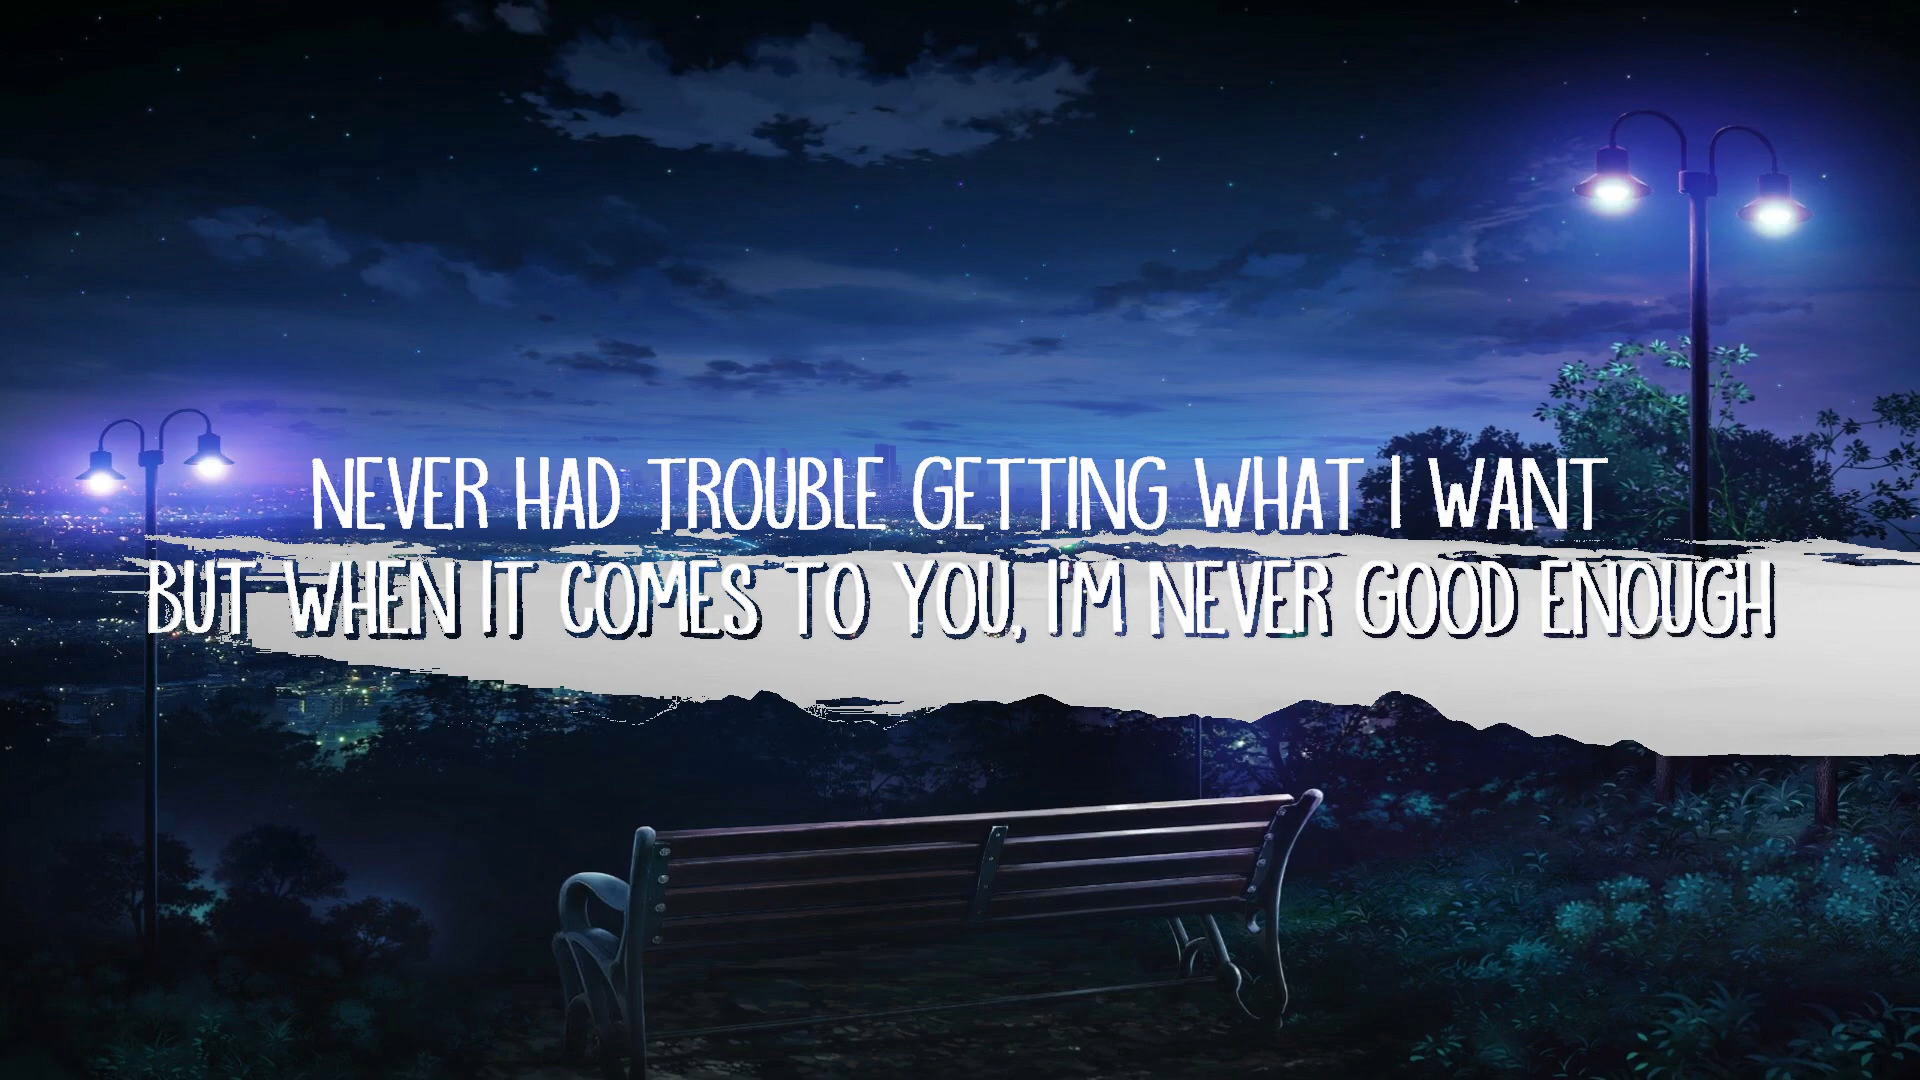 NEVER HAD TROUBLE GETTING WHAT I WANT
BUT WHEN IT COMES TO YOU, I'M NEVER GOOD ENOUGH